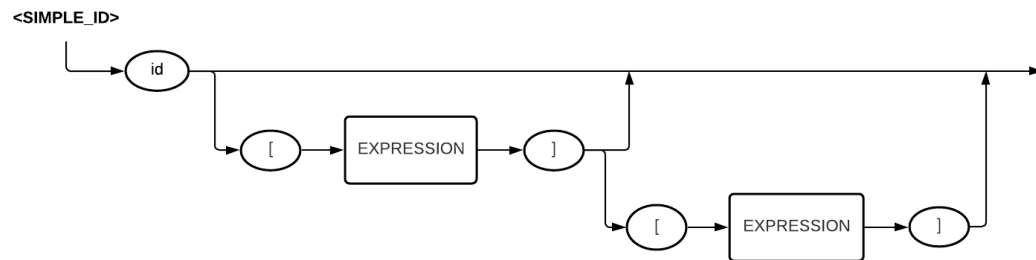 <SIMPLE_ID>
id
[ EXPRESSION ]
[ EXPRESSION ]